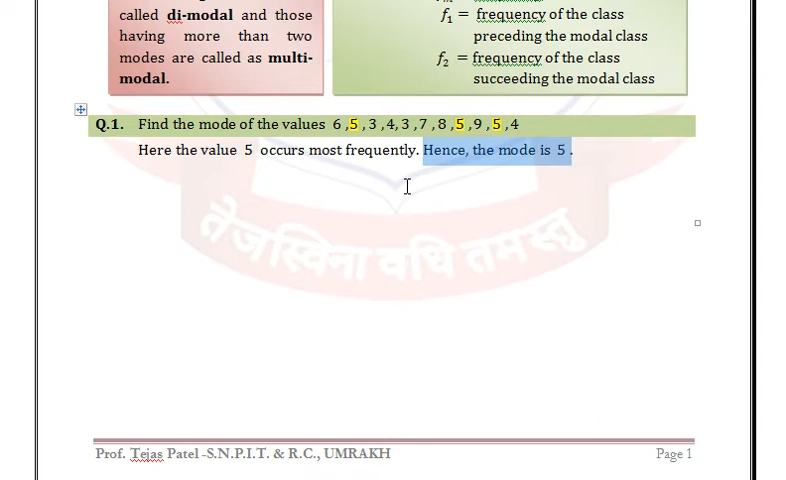 called di-modal and those
having more than two
modes are called as multi-
modal.
f₁ = frequency of the class
preceding the modal class
f₂ = frequency of the class
succeeding the modal class
Q.1. Find the mode of the values 6 ,5 ,3 ,4 ,3 ,7 ,8 ,5 ,9 ,5 ,4
Here the value 5 occurs most frequently. Hence, the mode is 5 .
तेजस्विना वधि तमस्तु
Prof. Tejas Patel -S.N.P.I.T. & R.C., UMRAKH
Page 1